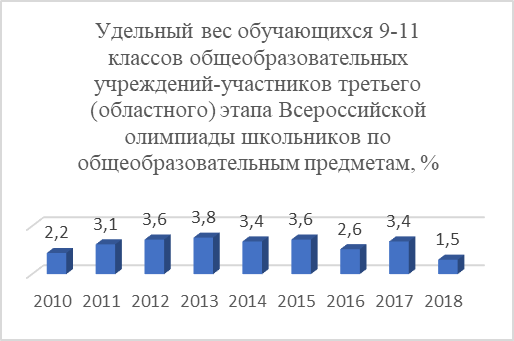 Удельный вес обучающихся 9-11
классов общеобразовательных
учреждений-участников третьего
(областного) этапа Всероссийской
олимпиады школьников по
общеобразовательным предметам, %
2,2 3,1 3,6 3,8 3,4 3,6 2,6 3,4 1,5
2010 2011 2012 2013 2014 2015 2016 2017 2018